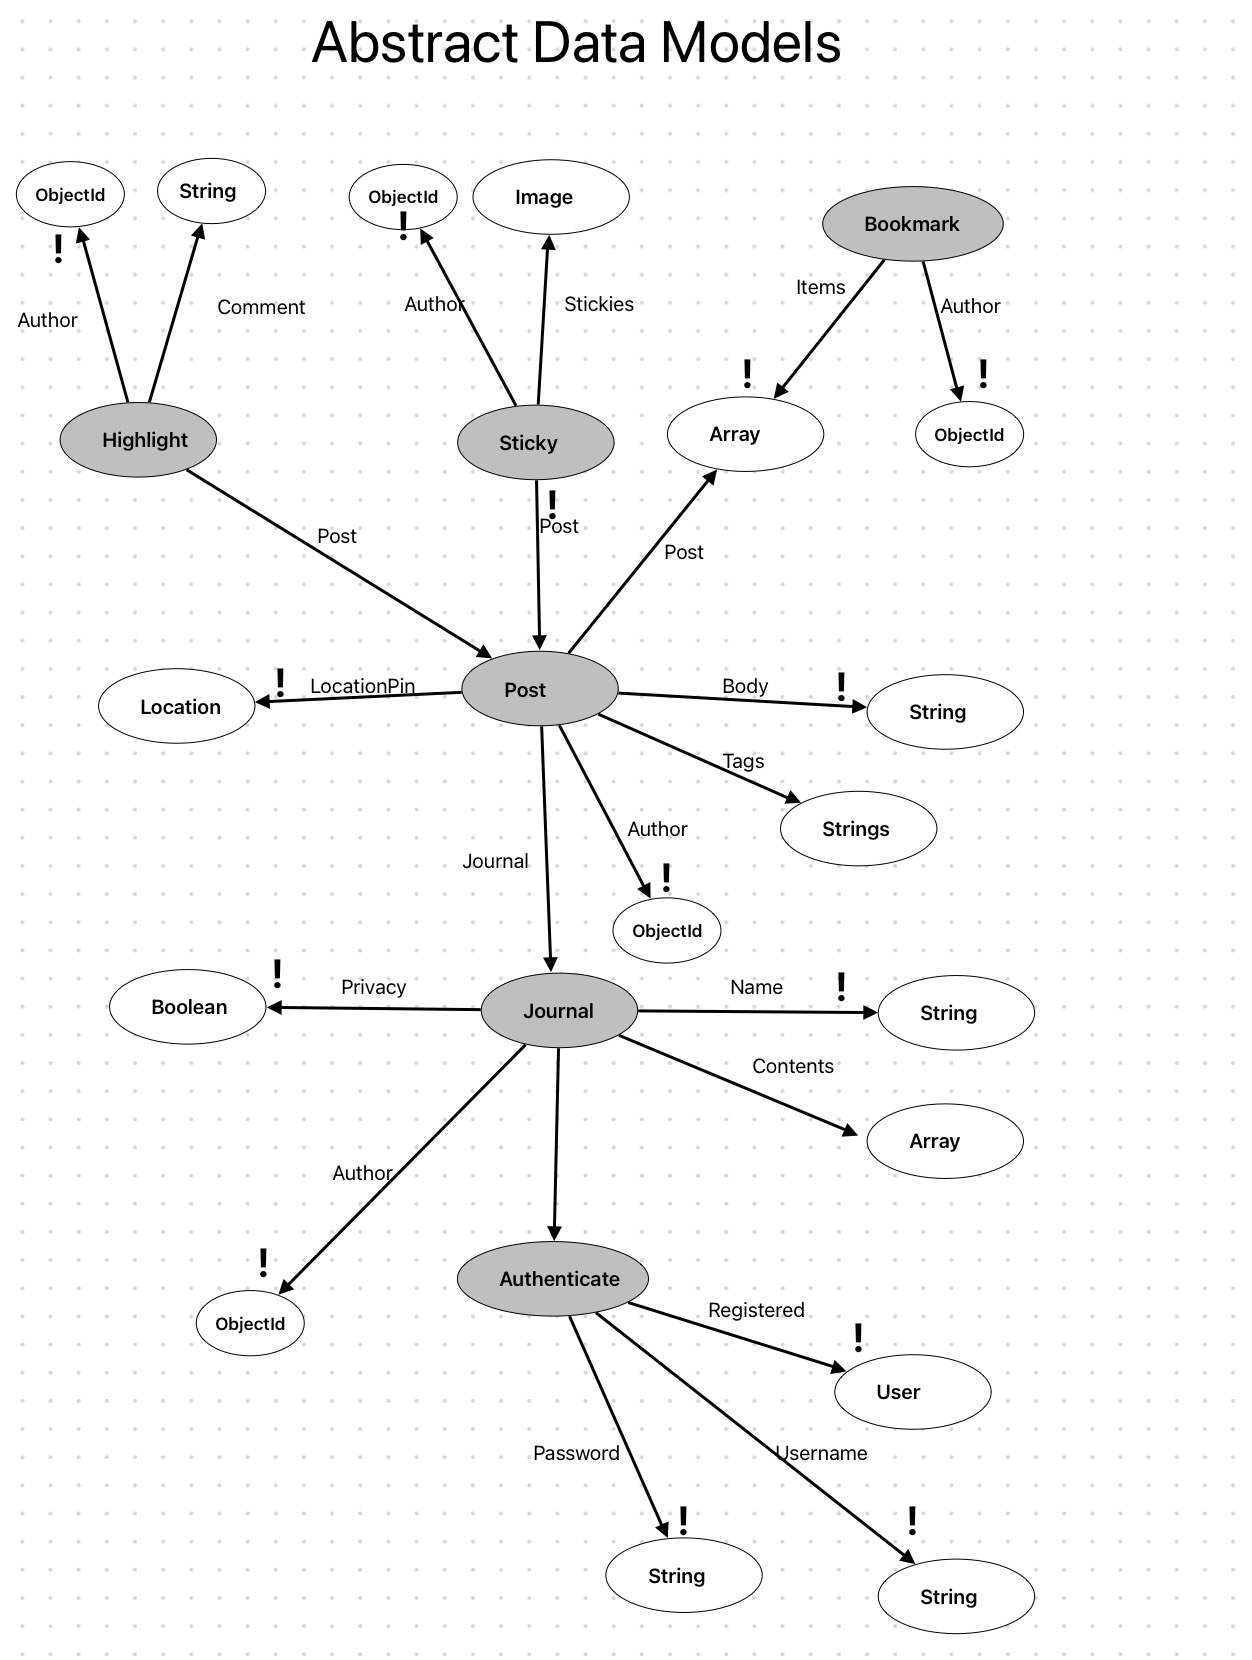 Abstract Data Models
ObjectId
String
ObjectId
!
Image
Bookmark
!
Author
Comment
Author
Stickies
Items
Author
!
!
Highlight
Sticky
Array
ObjectId
!
Post
Post
Post
Location
!
LocationPin
Post
Body
!
String
Tags
Strings
Author
Journal
!
ObjectId
Boolean
!
Privacy
Journal
Name
!
String
Contents
Array
Author
!
ObjectId
Authenticate
Registered
!
User
Password
Username
!
String
!
String